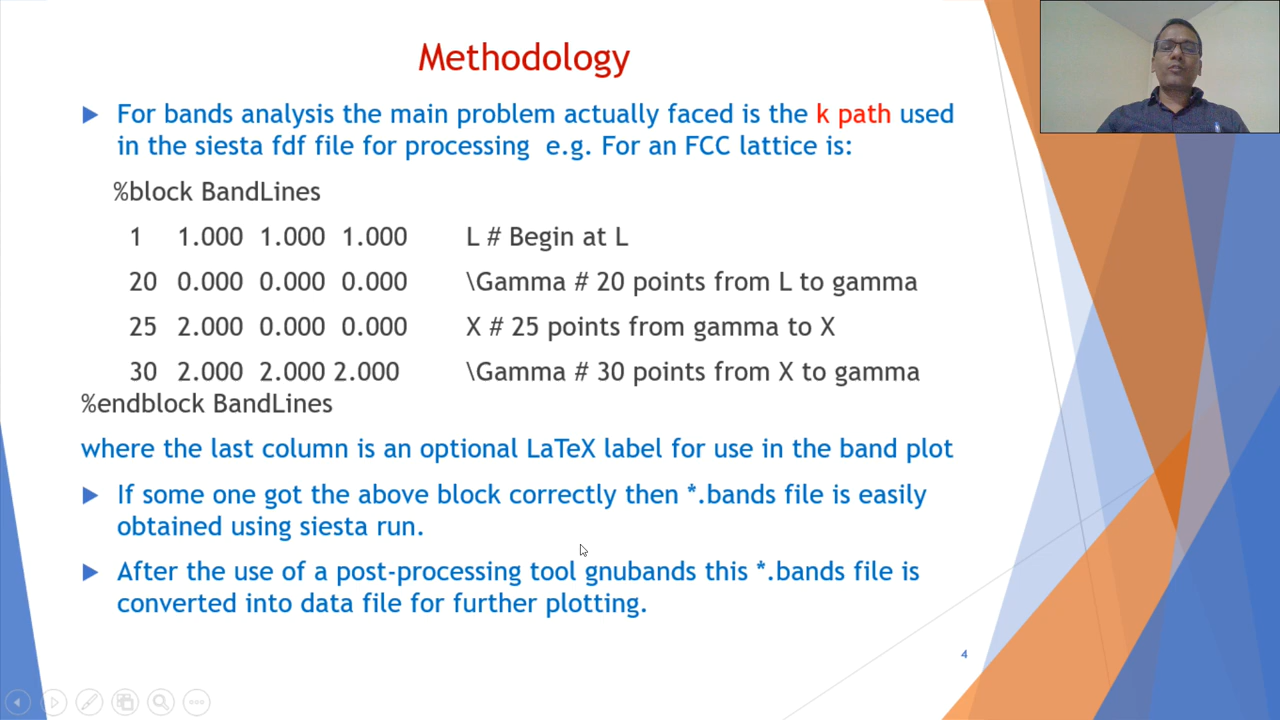 Methodology
For bands analysis the main problem actually faced is the k path used
in the siesta fdf file for processing e.g. For an FCC lattice is:
%block BandLines
1 1.000 1.000 1.000 L # Begin at L
20 0.000 0.000 0.000 \Gamma # 20 points from L to gamma
25 2.000 0.000 0.000 X # 25 points from gamma to X
30 2.000 2.000 2.000 \Gamma # 30 points from X to gamma
%endblock BandLines
where the last column is an optional LaTeX label for use in the band plot
If some one got the above block correctly then *.bands file is easily
obtained using siesta run.
After the use of a post-processing tool gnubands this *.bands file is
converted into data file for further plotting.
4